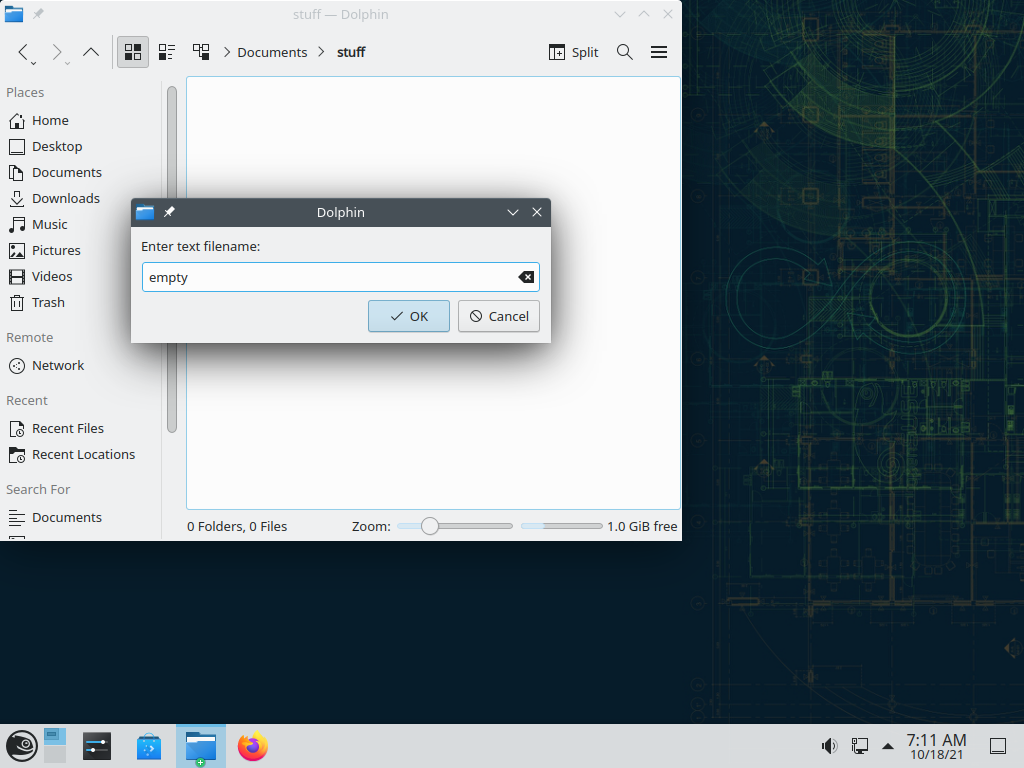 stuff — Dolphin
Documents
stuff
Split
Places
Home
Desktop
Documents
Downloads
Music
Pictures
Videos
Trash
Remote
Network
Recent
Recent Files
Recent Locations
Search For
Documents
Dolphin
Enter text filename:
empty
OK
Cancel
0 Folders, 0 Files
Zoom:
1.0 GiB free
7:11 AM
10/18/21